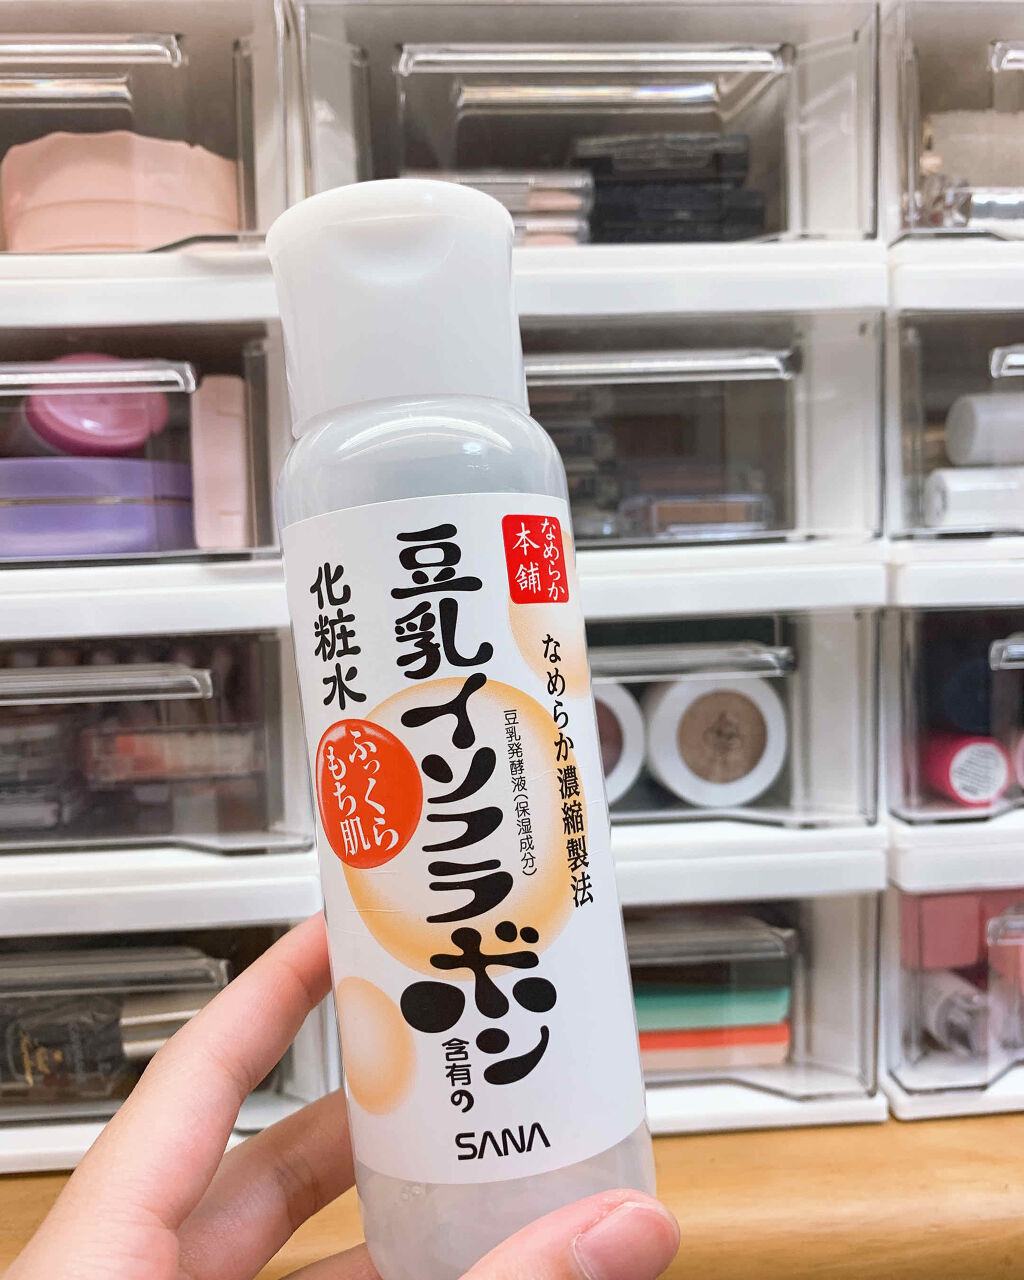 なめらか
本舗
なめらか濃縮製法
豆乳発酵液(保湿成分)
豆乳イソフラボン
含有の
化粧水
ふっくら
もち肌
SANA